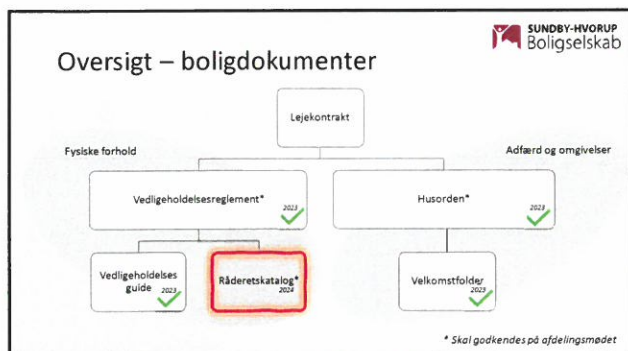 SUNDBY-HVORUP
Boligselskab
Oversigt – boligdokumenter
Lejekontrakt
Fysiske forhold
Adfærd og omgivelser
Vedligeholdelsesreglement*
2023
Husorden*
2023
Vedligeholdelses
guide
2023
Råderetskatalog*
2024
Velkomstfolder
2023
* Skal godkendes på afdelingsmødet